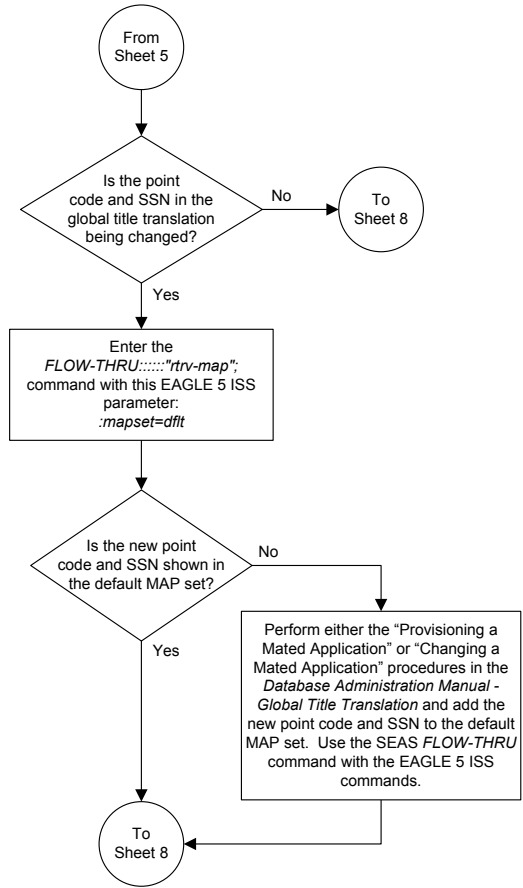 From
Sheet 5
Is the point
code and SSN in the
global title translation
being changed?
No
To
Sheet 8
Yes
Enter the
FLOW-THRU::::::"rtrv-map";
command with this EAGLE 5 ISS
parameter:
:mapset=dflt
Is the new point
code and SSN shown in
the default MAP set?
No
Yes
Perform either the “Provisioning a
Mated Application” or “Changing a
Mated Application” procedures in the
Database Administration Manual -
Global Title Translation and add the
new point code and SSN to the default
MAP set.  Use the SEAS FLOW-THRU
command with the EAGLE 5 ISS
commands.
To
Sheet 8